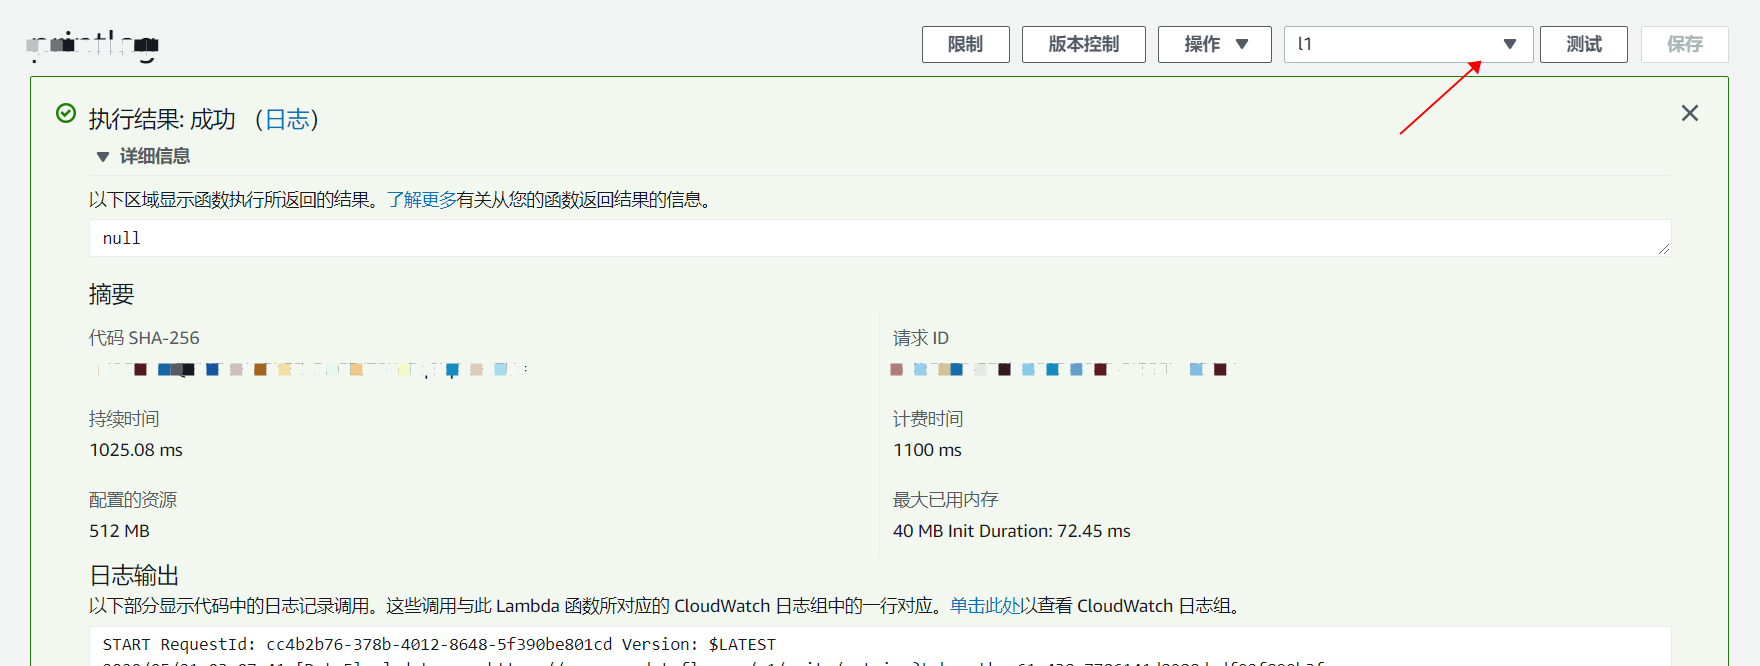 限制 版本控制 操作 l1 测试 保存
执行结果: 成功 （日志）
详细信息
以下区域显示函数执行所返回的结果。了解更多有关从您的函数返回结果的信息。
null
摘要
代码 SHA-256
请求 ID
持续时间
1025.08 ms
计费时间
1100 ms
配置的资源
512 MB
最大已用内存
40 MB Init Duration: 72.45 ms
日志输出
以下部分显示代码中的日志记录调用。这些调用与此 Lambda 函数所对应的 CloudWatch 日志组中的一行对应。单击此处以查看 CloudWatch 日志组。
START RequestId: cc4b2b76-378b-4012-8648-5f390be801cd Version: $LATEST